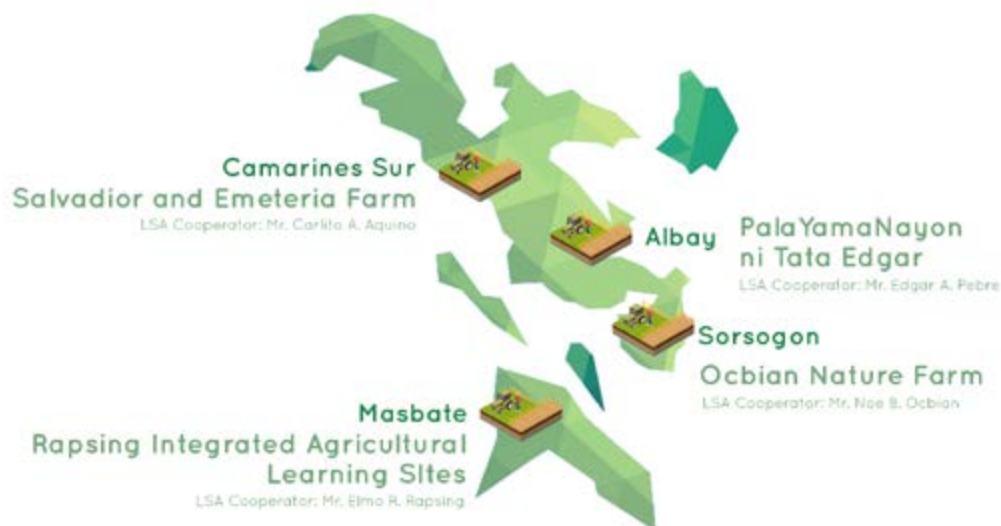 Camarines Sur
Salvadior and Emeteria Farm
LSA Cooperator: Mr. Carlito A. Aquino
Albay
PalaYamaNayon
ni Tata Edgar
LSA Cooperator: Mr. Edgar A. Pebre
Sorsogon
Ocbian Nature Farm
LSA Cooperator: Mr. Noe B. Ocbian
Masbate
Rapsing Integrated Agricultural
Learning SItes
LSA Cooperator: Mr. Elmo R. Rapsing